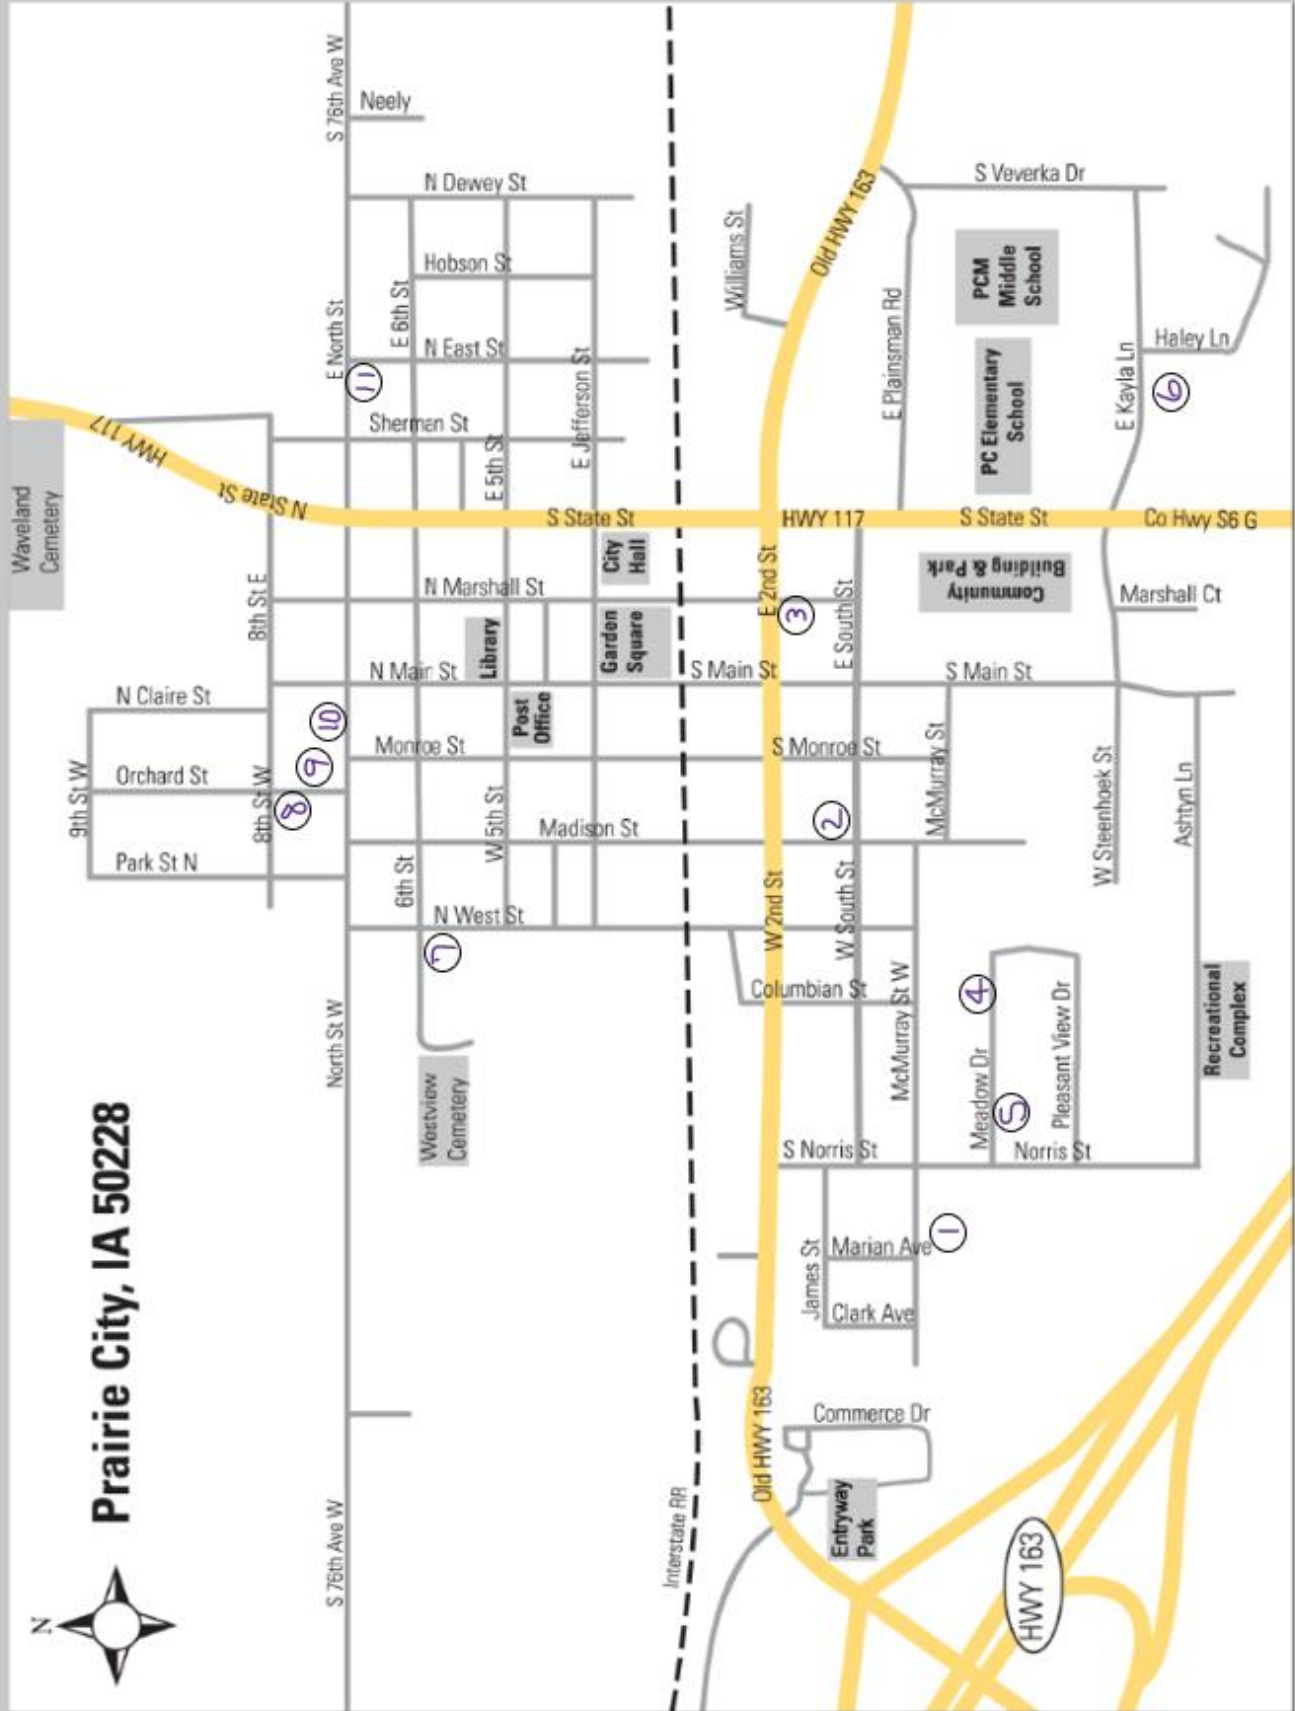 Prairie City, IA 50228
N
Waveland
Cemetery
HWY 117
N State St
S 76th Ave W
North St W
E North St
S 76th Ave W
Neely
N Dewey St
Hobson St
E 6th St
N East St
Sherman St
E 5th St
E Jefferson St
S State St
City
Hall
N Marshall St
8th St E
Library
Garden
Square
N Main St
N Claire St
Post
Office
Monroe St
Orchard St
9th St W
8th St W
Park St N
W 5th St
Madison St
6th St
N West St
Westview
Cemetery
Interstate RR
Williams St
Old HWY 163
S Veverka Dr
PCM
Middle
School
E Plainsman Rd
PC Elementary
School
E Kayla Ln
Haley Ln
HWY 117
S State St
Co Hwy S6 G
E 2nd St
E South St
Community
Building & Park
Marshall Ct
S Main St
S Main St
S Monroe St
McMurray St
W Steenhoek St
Ashtyn Ln
W 2nd St
W South St
Columbian St
McMurray St W
Meadow Dr
Pleasant View Dr
Recreational
Complex
S Norris St
Norris St
James St
Marian Ave
Clark Ave
Old HWY 163
Commerce Dr
Entryway
Park
HWY 163
1
2
3
4
5
6
7
8
9
10
11